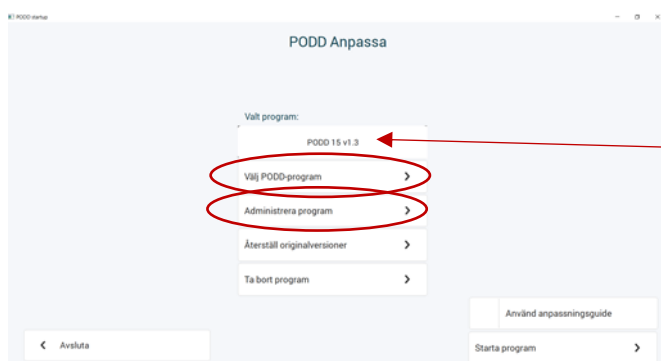 PODD startup
PODD Anpassa
Valt program:
PODD 15 v1.3
Välj PODD-program
Administrera program
Återställ originalversioner
Ta bort program
Använd anpassningsguide
Avsluta
Starta program